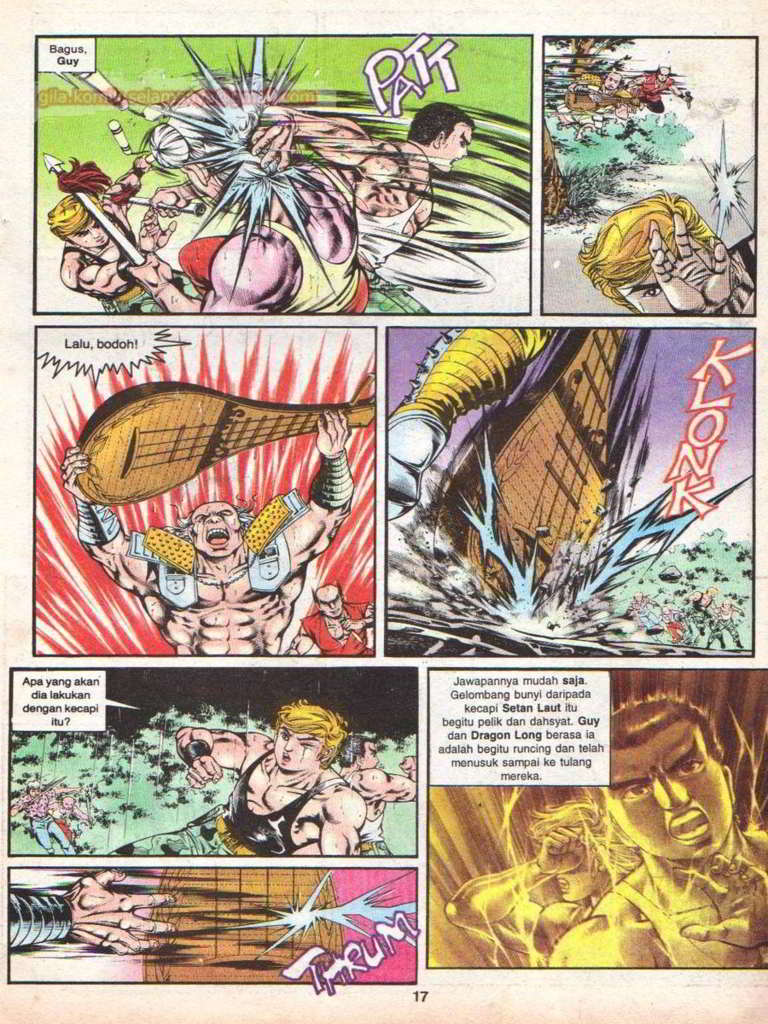 Bagus,
Guy
PATT
Lalu, bodoh!
KLONK
Apa yang akan
dia lakukan
dengan kecapi
itu?
Jawapannya mudah saja.
Gelombang bunyi daripada
kecapi Setan Laut itu
begitu pelik dan dahsyat. Guy
dan Dragon Long berasa ia
adalah begitu runcing dan telah
menusuk sampai ke tulang
mereka.
THRUM
17